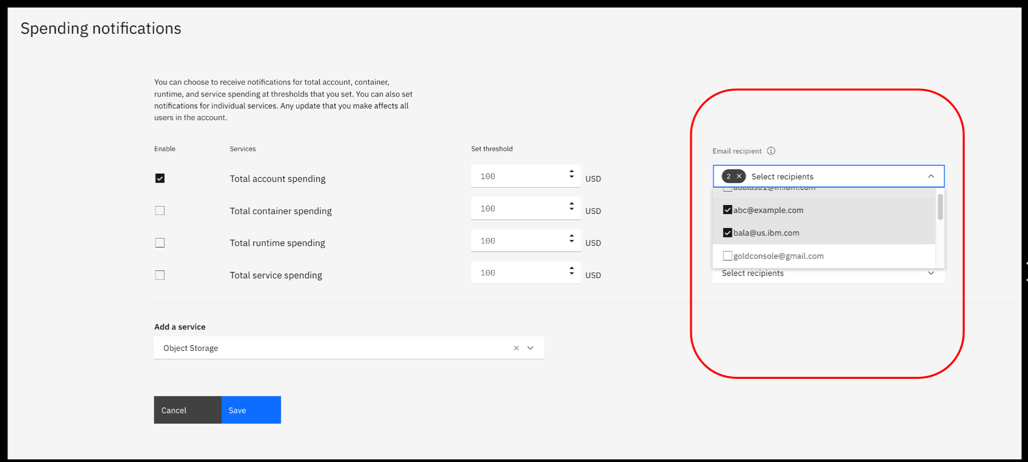 Spending notifications
You can choose to receive notifications for total account, container,
runtime, and service spending at thresholds that you set. You can also set
notifications for individual services. Any update that you make affects all
users in the account.
Enable Services Set threshold Email recipient
Total account spending 100 USD 2 Select recipients
Total container spending 100 USD abc@example.com
Total runtime spending 100 USD bala@us.ibm.com
goldconsole@gmail.com
Total service spending 100 USD Select recipients
Add a service
Object Storage
Cancel Save